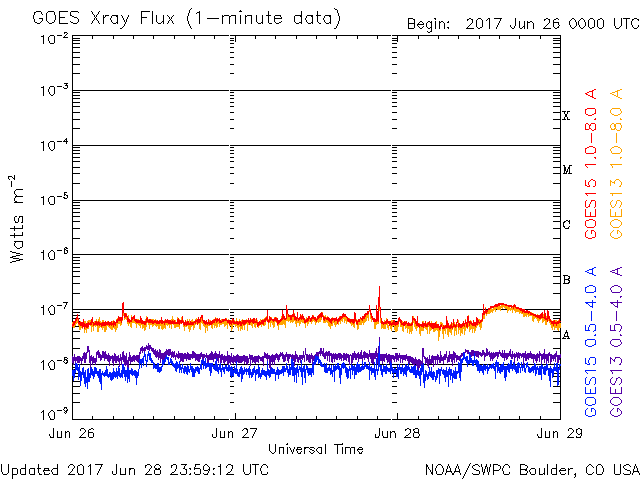 GOES Xray Flux (1-minute data)
Begin: 2017 Jun 26 0000 UTC
Watts m-2
10-2
10-3
10-4
10-5
10-6
10-7
10-8
10-9
X
M
C
B
A
Jun 26
Jun 27
Jun 28
Jun 29
Universal Time
GOES15 1.0-8.0 A
GOES13 1.0-8.0 A
GOES15 0.5-4.0 A
GOES13 0.5-4.0 A
Updated 2017 Jun 28 23:59:12 UTC
NOAA/SWPC Boulder, CO USA